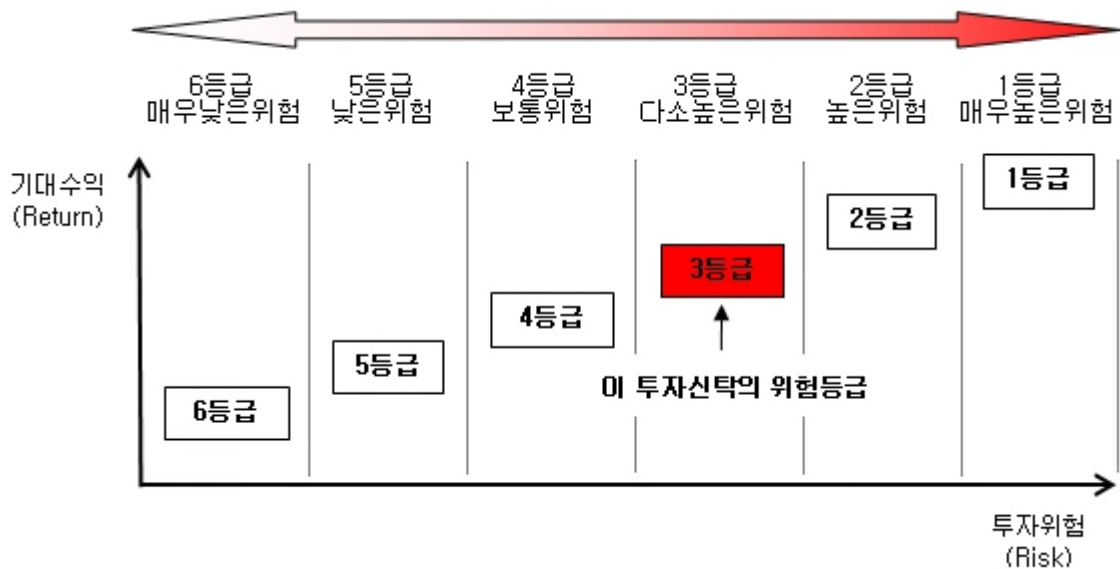 6등급 5등급 4등급 3등급 2등급 1등급
매우낮은위험 낮은위험 보통위험 다소높은위험 높은위험 매우높은위험
기대수익
(Return)
1등급
2등급
3등급
4등급
5등급
이 투자신탁의 위험등급
6등급
투자위험
(Risk)